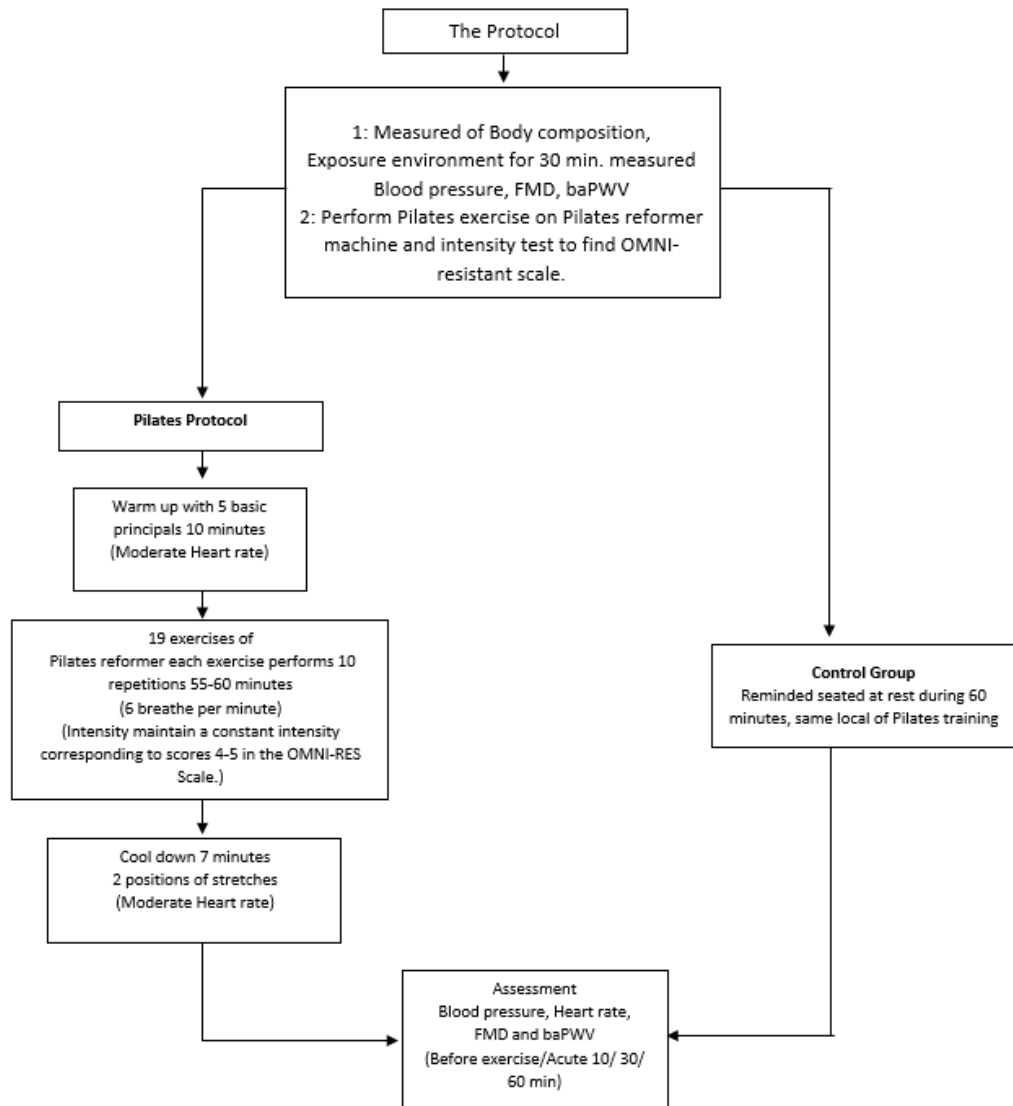 The Protocol
1: Measured of Body composition,
Exposure environment for 30 min. measured
Blood pressure, FMD, baPWV
2: Perform Pilates exercise on Pilates reformer
machine and intensity test to find OMNI-
resistant scale.
Pilates Protocol
Warm up with 5 basic
principals 10 minutes
(Moderate Heart rate)
19 exercises of
Pilates reformer each exercise performs 10
repetitions 55-60 minutes
(6 breathe per minute)
(Intensity maintain a constant intensity
corresponding to scores 4-5 in the OMNI-RES
Scale.)
Cool down 7 minutes
2 positions of stretches
(Moderate Heart rate)
Control Group
Reminded seated at rest during 60
minutes, same local of Pilates training
Assessment
Blood pressure, Heart rate,
FMD and baPWV
(Before exercise/Acute 10/ 30/
60 min)